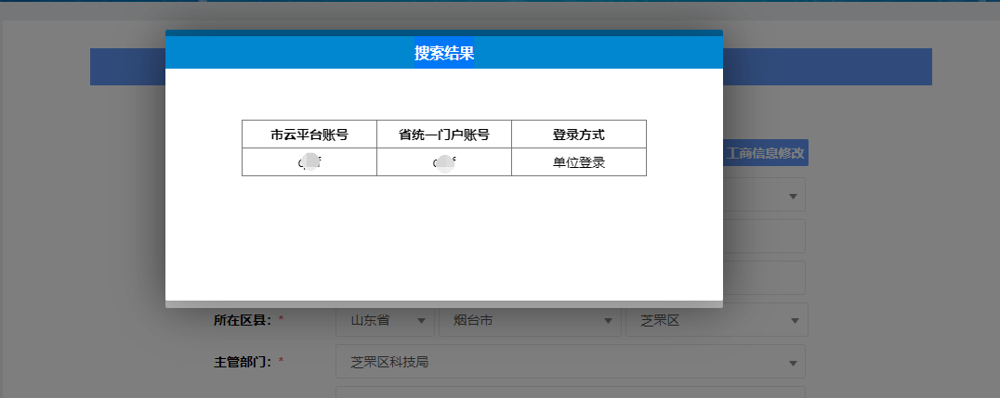 搜索结果
市云平台账号 省统一门户账号 登录方式
单位登录
工商信息修改
所在区县：* 山东省 烟台市 芝罘区
主管部门：* 芝罘区科技局